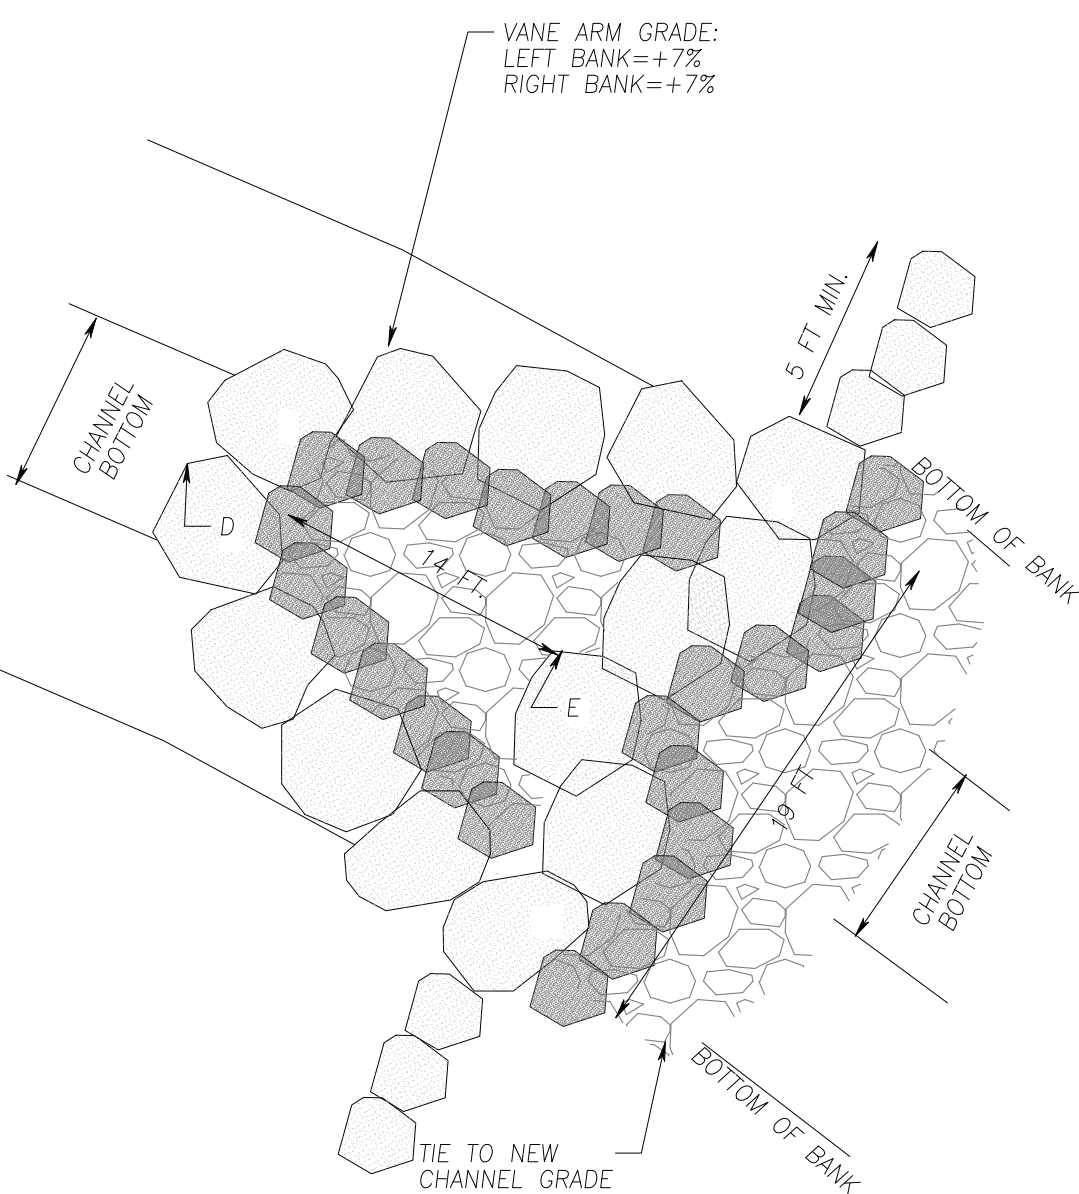 VANE ARM GRADE:
LEFT BANK=+7%
RIGHT BANK=+7%
5 FT MIN.
CHANNEL
BOTTOM
BOTTOM OF BANK
D
14 FT.
E
19 FT
CHANNEL
BOTTOM
BOTTOM OF BANK
TIE TO NEW
CHANNEL GRADE